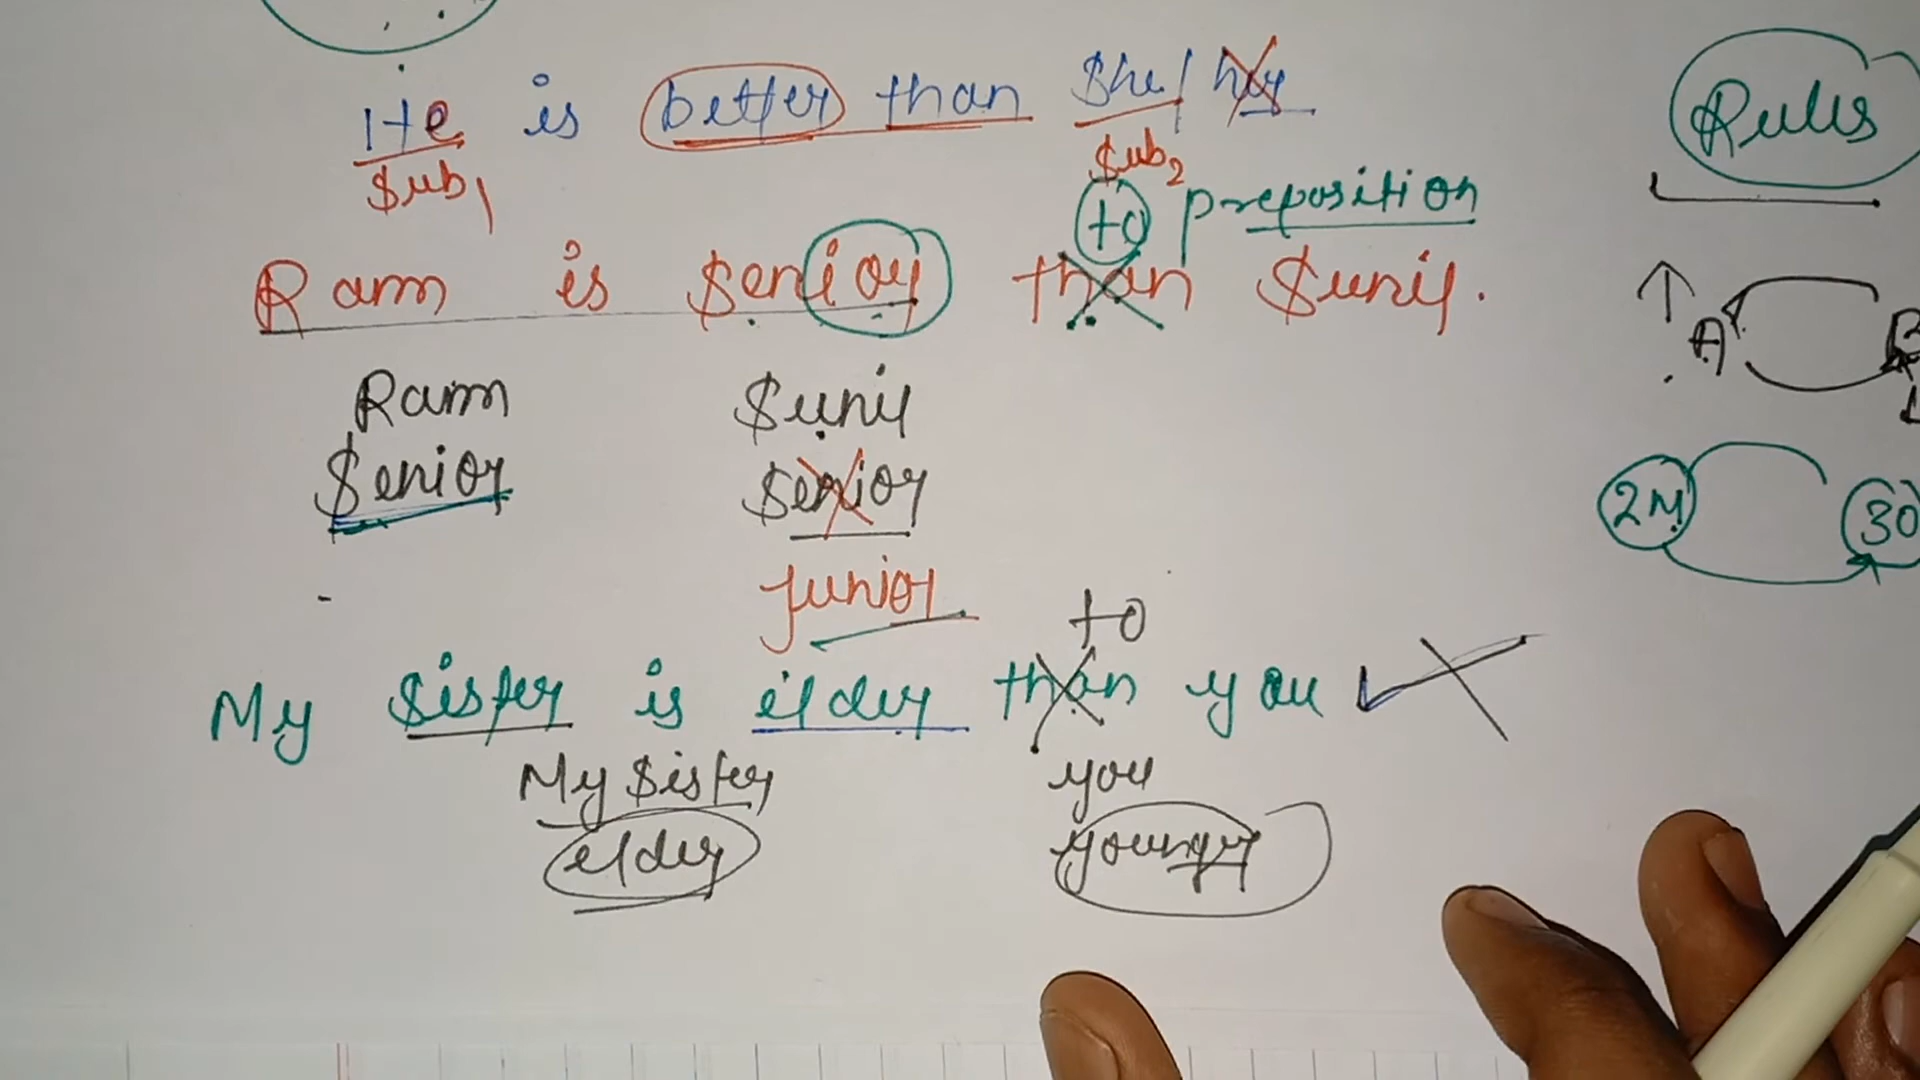 He is better than She / her
Sub1
Sub2
Rules
to preposition
Ram is Senior than Sunil.
A
B
Ram Sunil
Senior Senior
2M
30
Junior
to
My sister is elder than you
My Sister you
elder younger